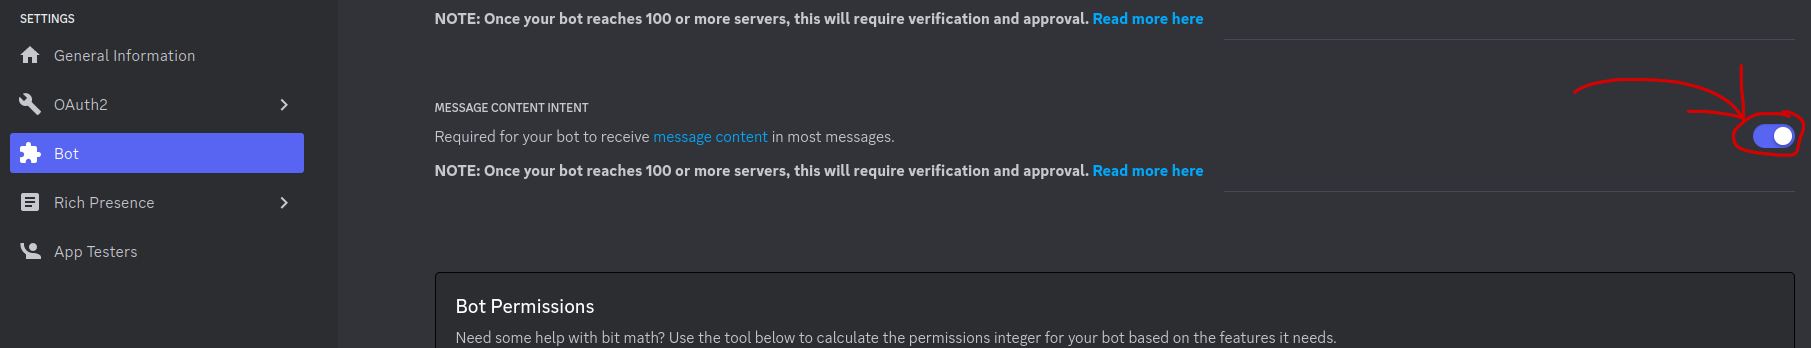 SETTINGS
General Information
OAuth2
Bot
Rich Presence
App Testers
NOTE: Once your bot reaches 100 or more servers, this will require verification and approval. Read more here
MESSAGE CONTENT INTENT
Required for your bot to receive message content in most messages.
NOTE: Once your bot reaches 100 or more servers, this will require verification and approval. Read more here
Bot Permissions
Need some help with bit math? Use the tool below to calculate the permissions integer for your bot based on the features it needs.